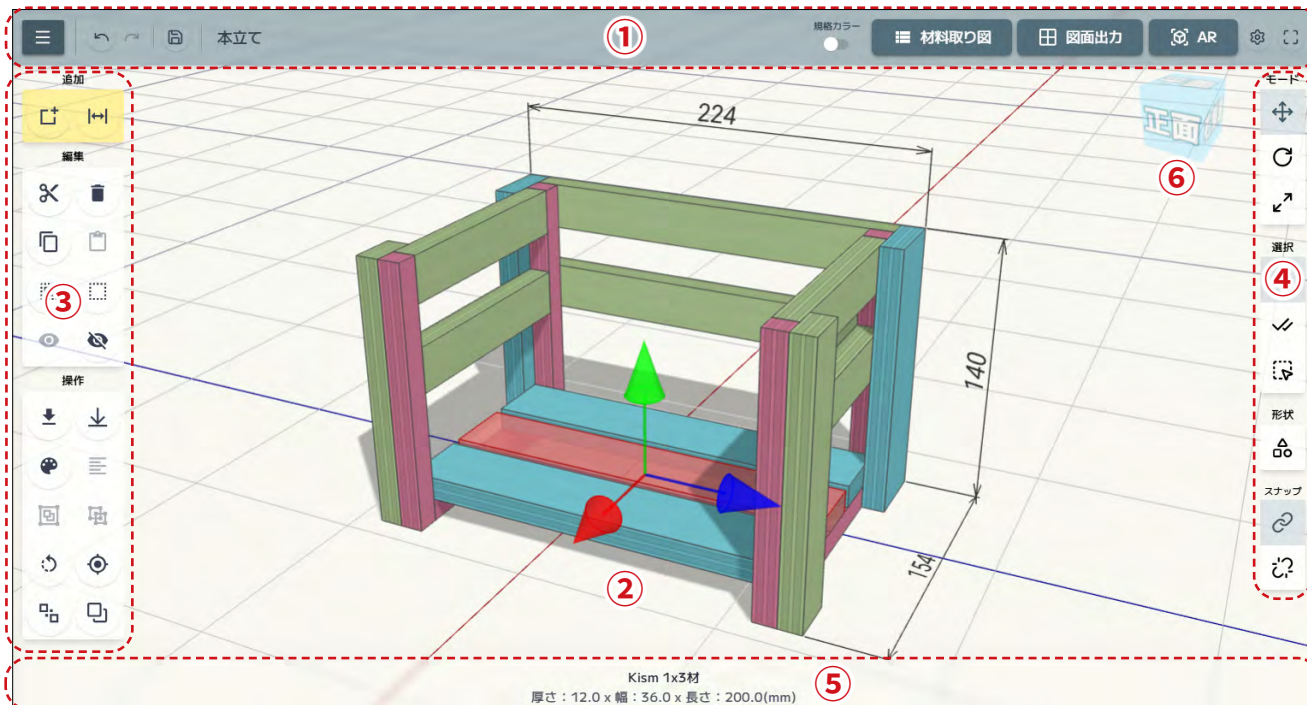 本立て
①
規格カラー
材料取り図
図面出力
AR
追加
編集
③
操作
224
140
154
②
正面
⑥
モード
選択
④
形状
スナップ
Kism 1x3材
厚さ：12.0 x 幅：36.0 x 長さ：200.0(mm)
⑤